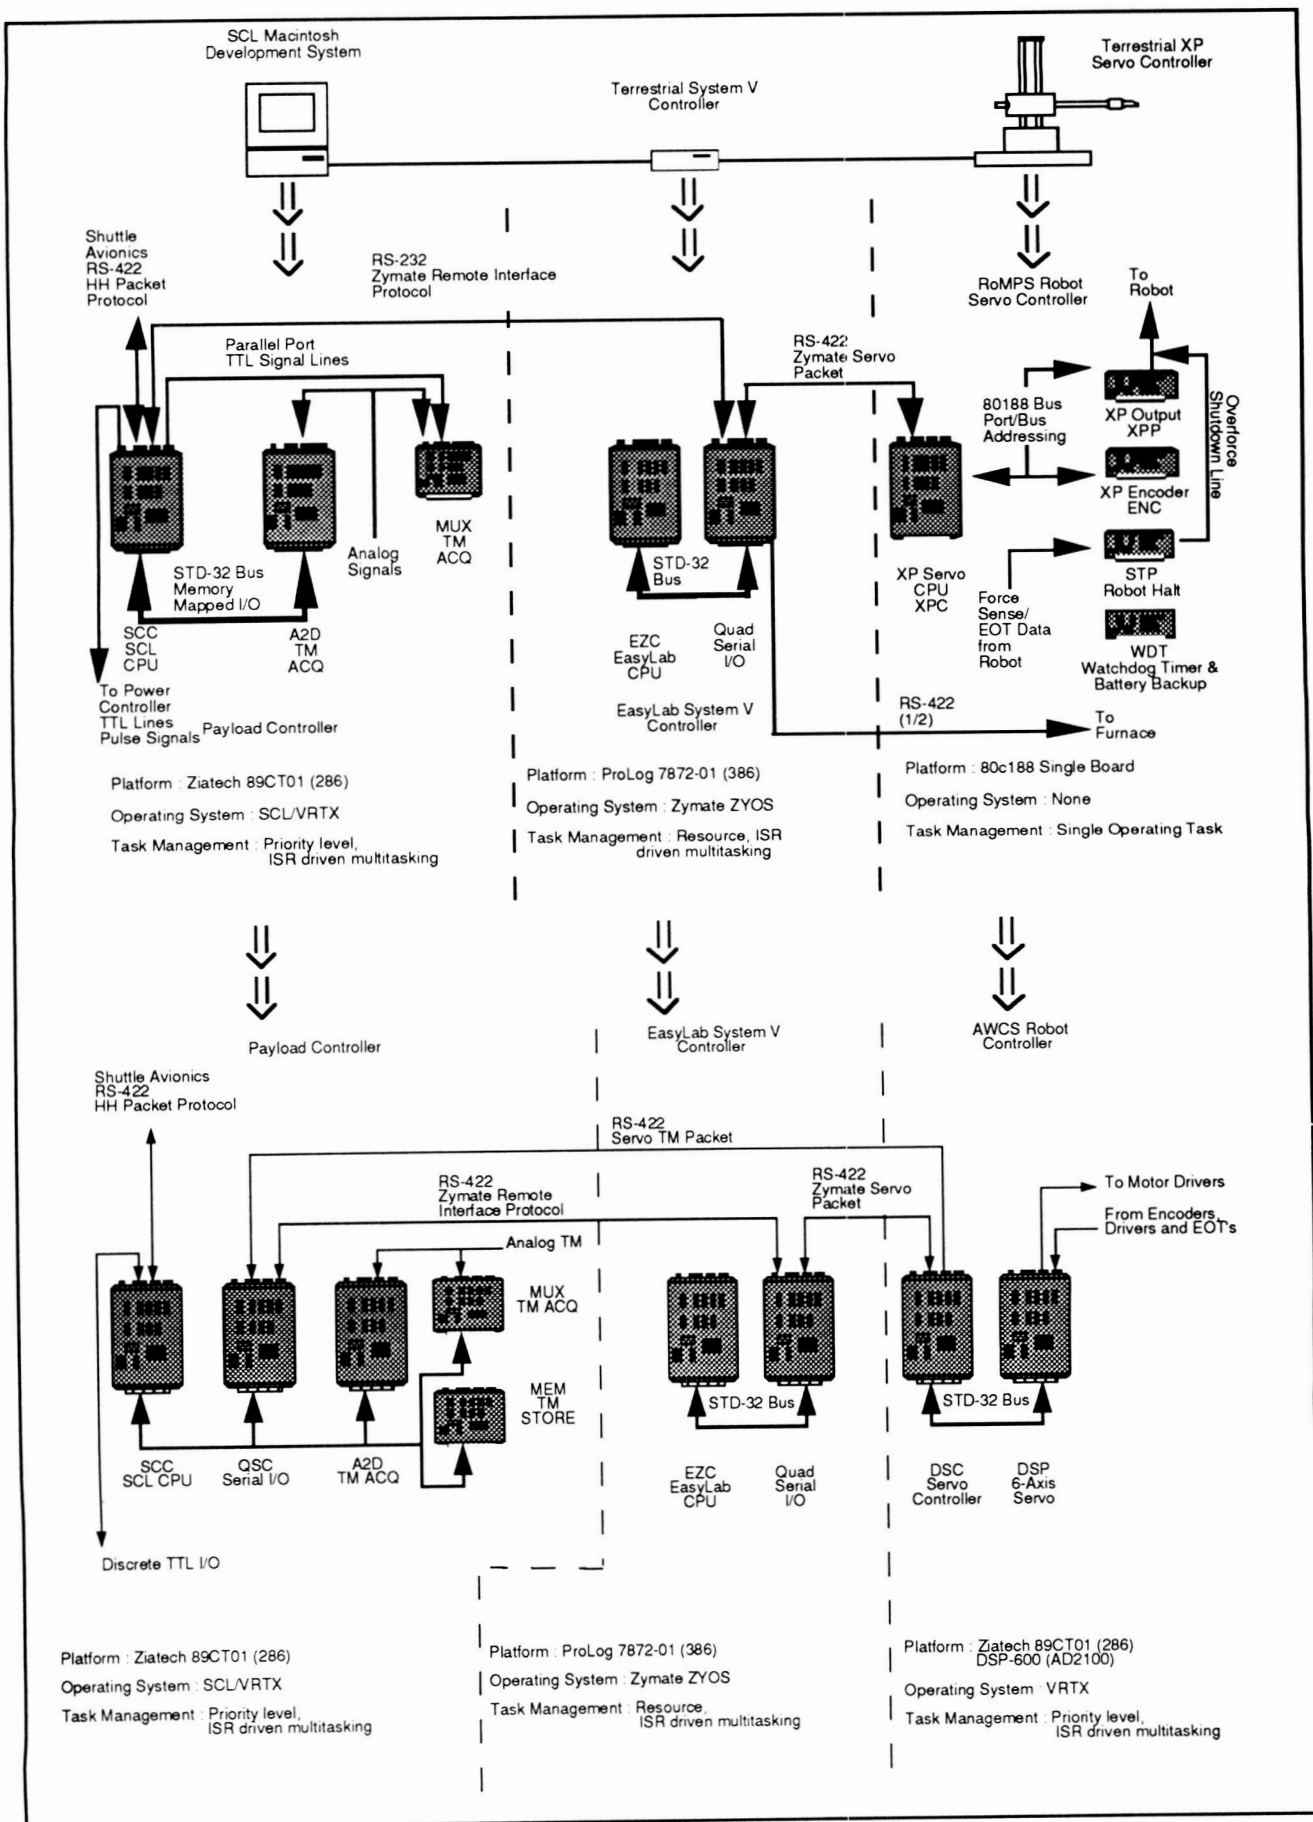 SCL Macintosh
Development System
Terrestrial System V
Controller
Terrestrial XP
Servo Controller
Shuttle
Avionics
RS-422
HH Packet
Protocol
RS-232
Zymate Remote Interface
Protocol
RoMPS Robot
Servo Controller
To
Robot
Parallel Port
TTL Signal Lines
RS-422
Zymate Servo
Packet
80188 Bus
Port/Bus
Addressing
XP Output
XPP
Overforce
Shutdown Line
XP Encoder
ENC
MUX
TM
ACQ
Analog
Signals
STD-32 Bus
Memory
Mapped I/O
STD-32
Bus
XP Servo
CPU
XPC
STP
Robot Halt
Force
Sense/
EOT Data
from
Robot
SCC
SCL
CPU
A2D
TM
ACQ
EZC
EasyLab
CPU
Quad
Serial
I/O
WDT
Watchdog Timer &
Battery Backup
To Power
Controller
TTL Lines
Pulse Signals
Payload Controller
EasyLab System V
Controller
RS-422
(1/2)
To
Furnace
Platform : Ziatech 89CT01 (286)
Operating System : SCL/VRTX
Task Management : Priority level,
ISR driven multitasking
Platform : ProLog 7872-01 (386)
Operating System : Zymate ZYOS
Task Management : Resource, ISR
driven multitasking
Platform : 80c188 Single Board
Operating System : None
Task Management : Single Operating Task
Payload Controller
EasyLab System V
Controller
AWCS Robot
Controller
Shuttle Avionics
RS-422
HH Packet Protocol
RS-422
Servo TM Packet
RS-422
Zymate Remote
Interface Protocol
RS-422
Zymate Servo
Packet
To Motor Drivers
From Encoders,
Drivers and EOT's
Analog TM
MUX
TM ACQ
MEM
TM
STORE
STD-32 Bus
STD-32 Bus
SCC
SCL CPU
QSC
Serial I/O
A2D
TM ACQ
EZC
EasyLab
CPU
Quad
Serial
I/O
DSC
Servo
Controller
DSP
6-Axis
Servo
Discrete TTL I/O
Platform : Ziatech 89CT01 (286)
Operating System : SCL/VRTX
Task Management : Priority level,
ISR driven multitasking
Platform : ProLog 7872-01 (386)
Operating System : Zymate ZYOS
Task Management : Resource,
ISR driven multitasking
Platform : Ziatech 89CT01 (286)
DSP-600 (AD2100)
Operating System : VRTX
Task Management : Priority level,
ISR driven multitasking